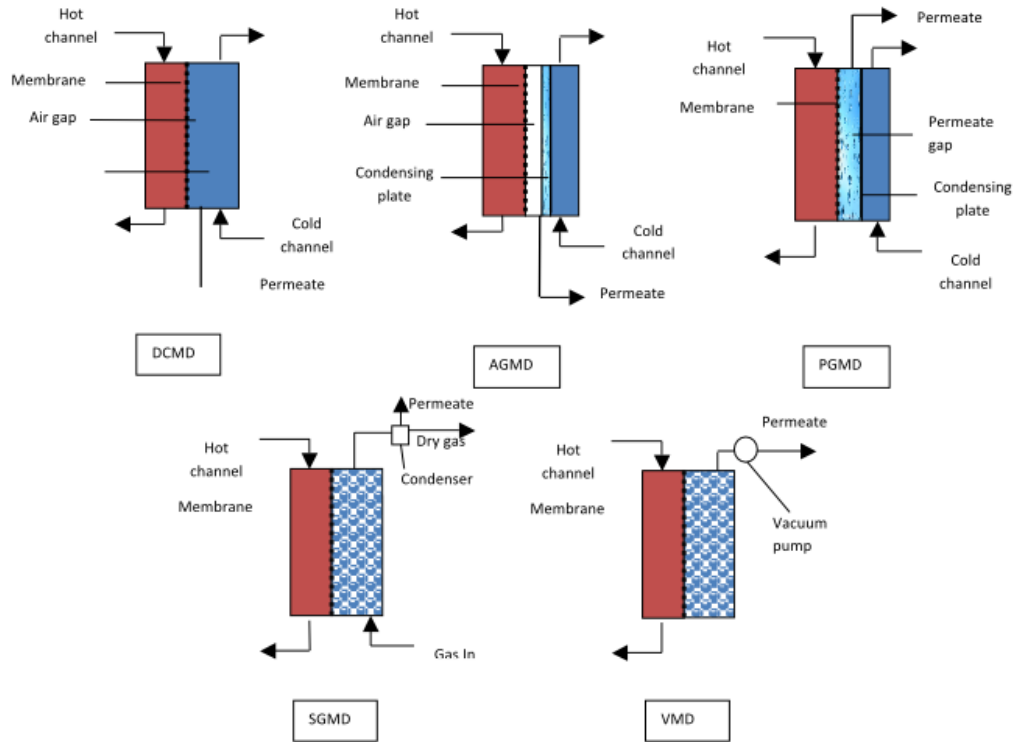 Hot
channel
Membrane
Air gap
Cold
channel
Permeate
DCMD
Hot
channel
Membrane
Air gap
Condensing
plate
Cold
channel
Permeate
AGMD
Permeate
Hot
channel
Membrane
Permeate
gap
Condensing
plate
Cold
channel
PGMD
Permeate
Hot
channel
Dry gas
Condenser
Membrane
Gas In
SGMD
Permeate
Hot
channel
Membrane
Vacuum
pump
VMD